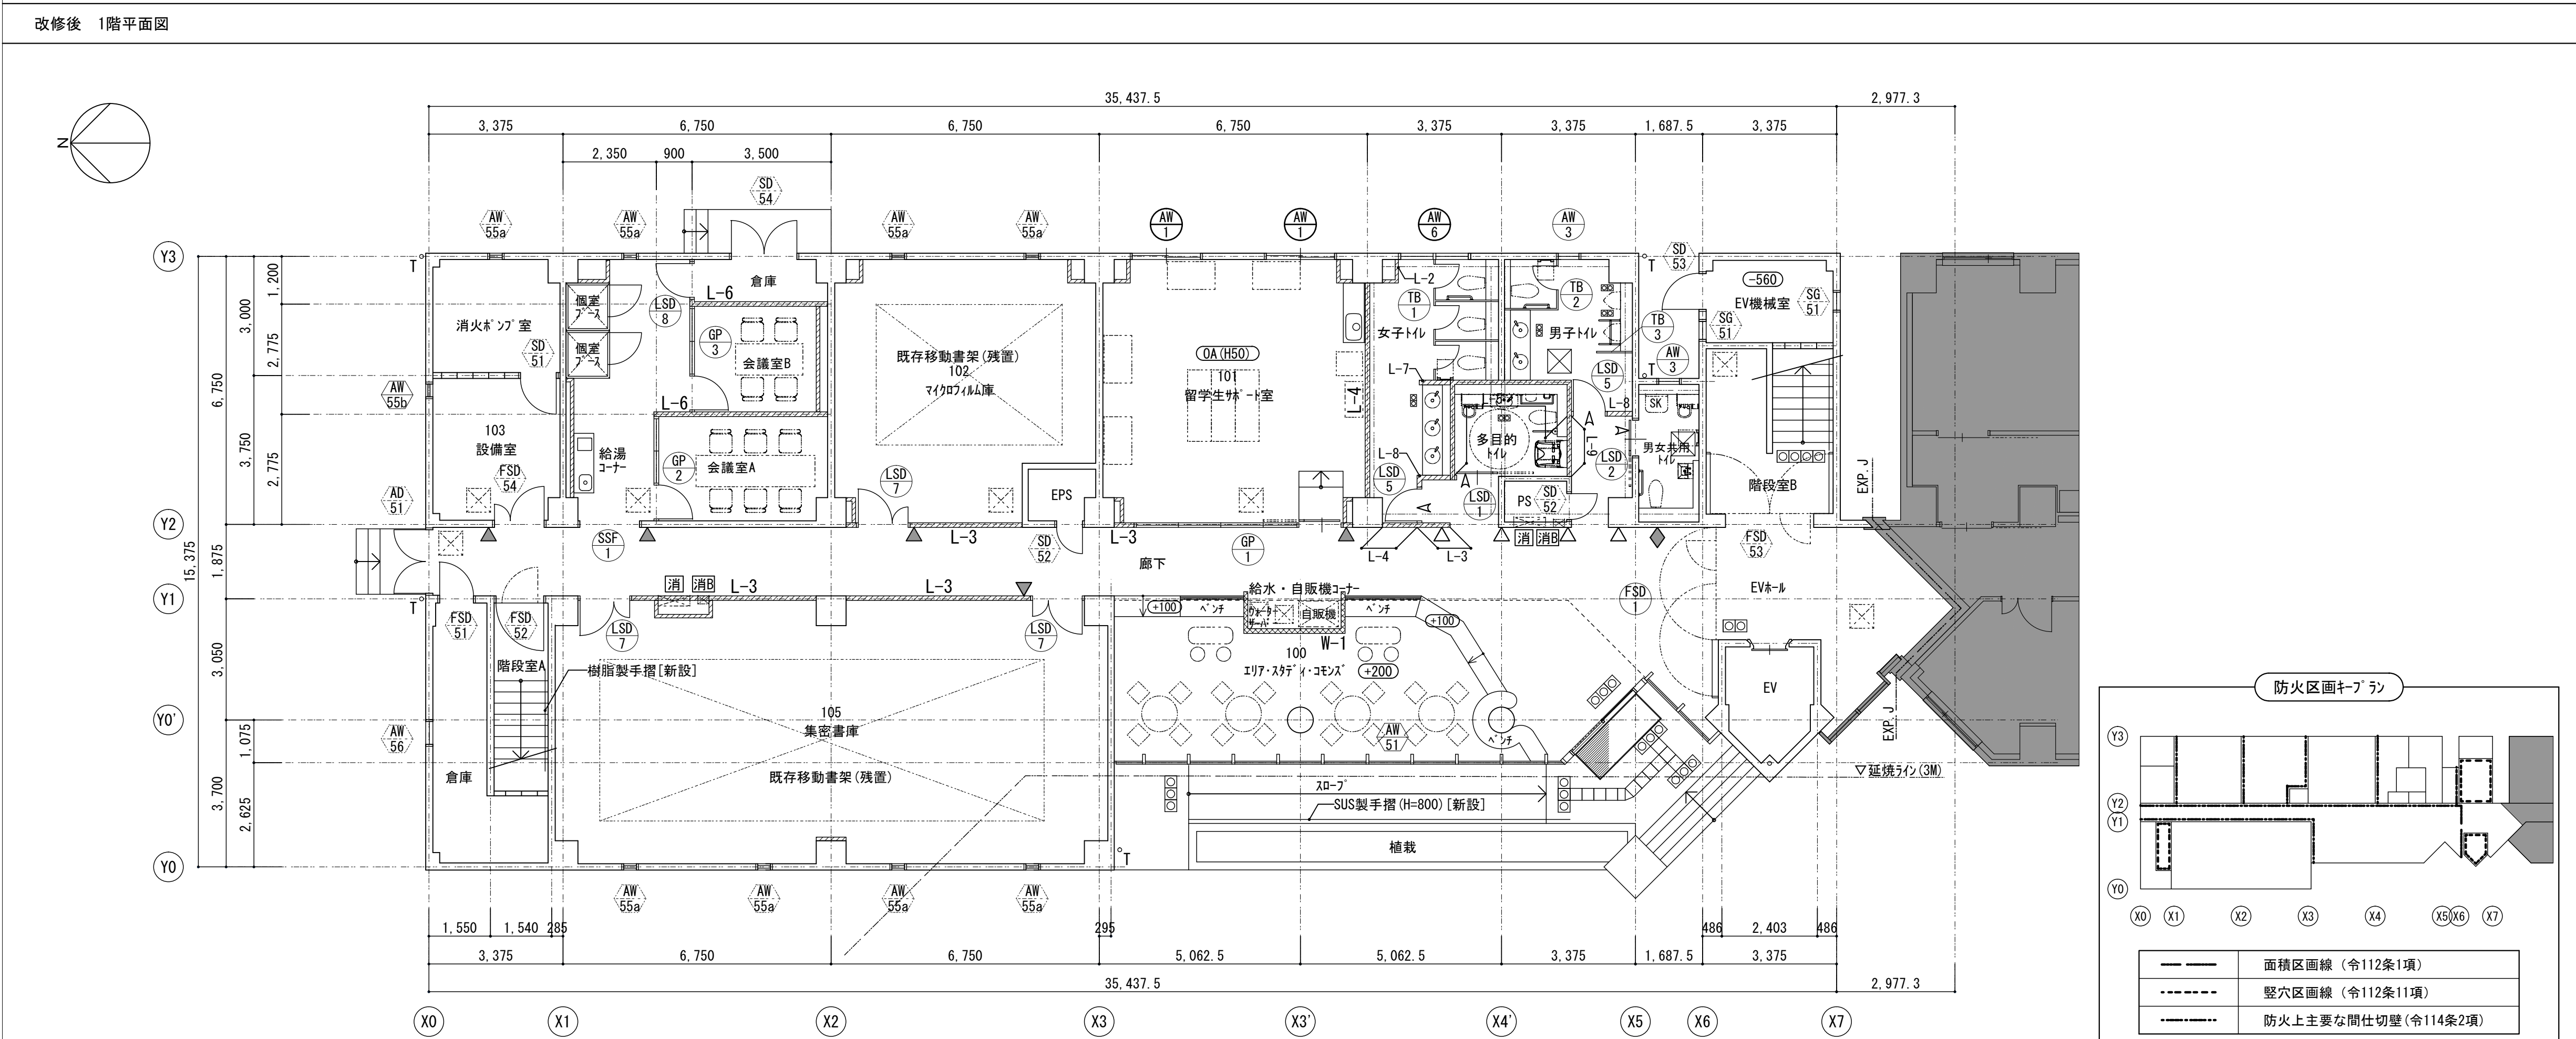 改修後 1階平面図
N
35,437.5
2,977.3
3,375
6,750
6,750
6,750
3,375
3,375
1,687.5
3,375
2,350
900
3,500
SD
54
AW
55a
AW
55a
AW
55a
AW
55a
AW
1
AW
1
AW
6
AW
3
SD
53
Y3
Y2
Y1
Y0'
Y0
15,375
6,750
1,875
3,050
3,700
3,000
3,750
1,200
2,775
2,775
1,075
2,625
T
消火ポンプ室
SD
51
AW
55b
103
設備室
FSD
54
AD
51
個室
ブース
個室
ブース
LSD
8
倉庫
L-6
GP
3
会議室B
L-6
給湯
コーナー
GP
2
会議室A
既存移動書架(残置)
102
マイクロフィルム庫
LSD
7
EPS
OA(H50)
101
留学生サポート室
L-4
L-2
TB
1
女子トイレ
TB
2
男子トイレ
TB
3
T
AW
3
T
LSD
5
L-7
L-8
L-5
多目的
トイレ
A
A
L-6
A
L-8
LSD
5
LSD
1
A
PS
SD
52
LSD
2
SK
男女共用
トイレ
-560
EV機械室
SG
51
SG
51
階段室B
EXP.J
SSF
1
L-3
SD
52
L-3
GP
1
L-4
L-3
消
消B
FSD
53
廊下
消
消B
L-3
L-3
T
FSD
51
FSD
52
LSD
7
LSD
7
階段室A
樹脂製手摺[新設]
AW
56
倉庫
105
集密書庫
既存移動書架(残置)
給水・自販機コーナー
+100
ベンチ
ウォーター
サーバー
自販機
ベンチ
+100
W-1
100
エリア・スタディ・コモンズ
+200
AW
51
ベンチ
FSD
1
EVホール
EV
EXP.J
▽延焼ライン(3M)
スロープ
SUS製手摺(H=800)[新設]
植栽
T
AW
55a
AW
55a
AW
55a
AW
55a
1,550
1,540
285
295
486
2,403
486
3,375
6,750
6,750
5,062.5
5,062.5
3,375
1,687.5
3,375
35,437.5
2,977.3
X0
X1
X2
X3
X3'
X4'
X5
X6
X7
防火区画キープラン
Y3
Y2
Y1
Y0
X0
X1
X2
X3
X4
X5
X6
X7
面積区画線 (令112条1項)
竪穴区画線 (令112条11項)
防火上主要な間仕切壁(令114条2項)